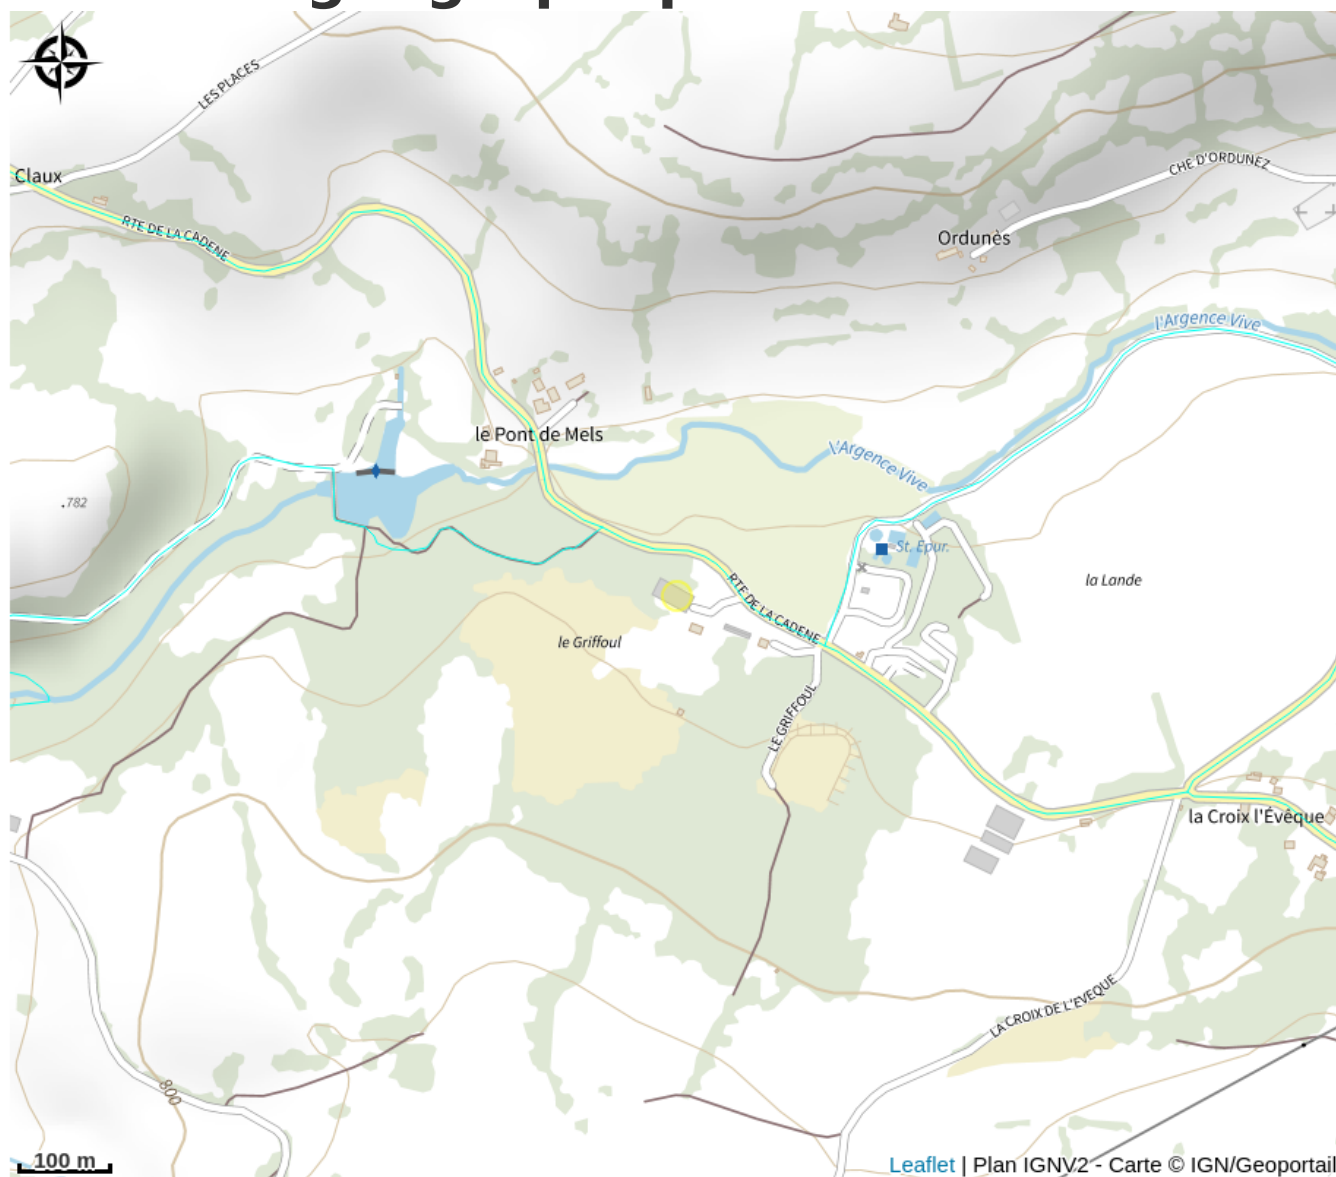 LES PLACES
Claux
CHE D'ORDUNEZ
RTE DE LA CADENE
Ordunès
l'Argence Vive
le Pont de Mels
l'Argence Vive
.782
St. Epur.
la Lande
RTE DE LA CADENE
le Griffoul
LE GRIFFOUL
la Croix l'Évêque
LA CROIX DE L'EVEQUE
800
100 m
Leaflet | Plan IGNV2 - Carte © IGN/Geoportail